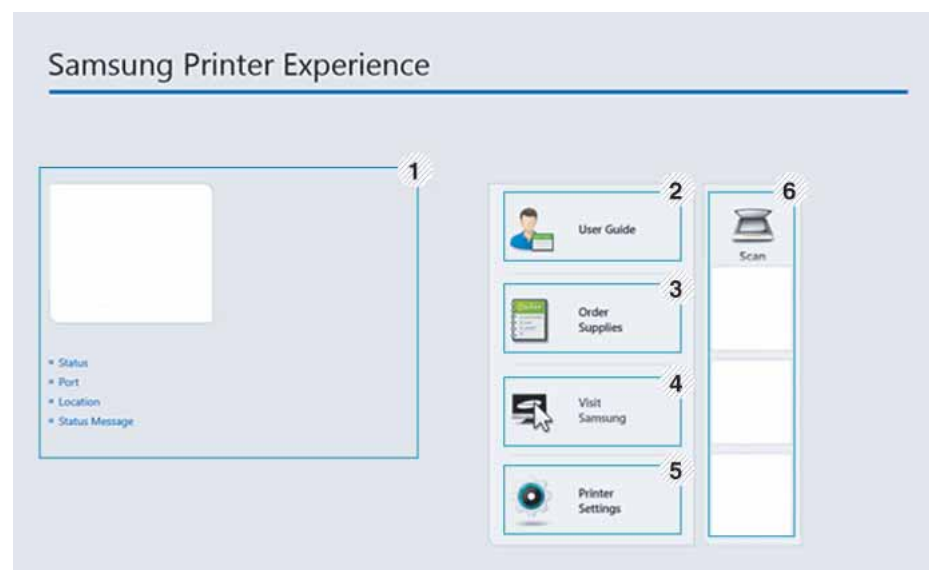 Samsung Printer Experience
1
Status
Port
Location
Status Message
2
User Guide
3
Order
Supplies
4
Visit
Samsung
5
Printer
Settings
6
Scan